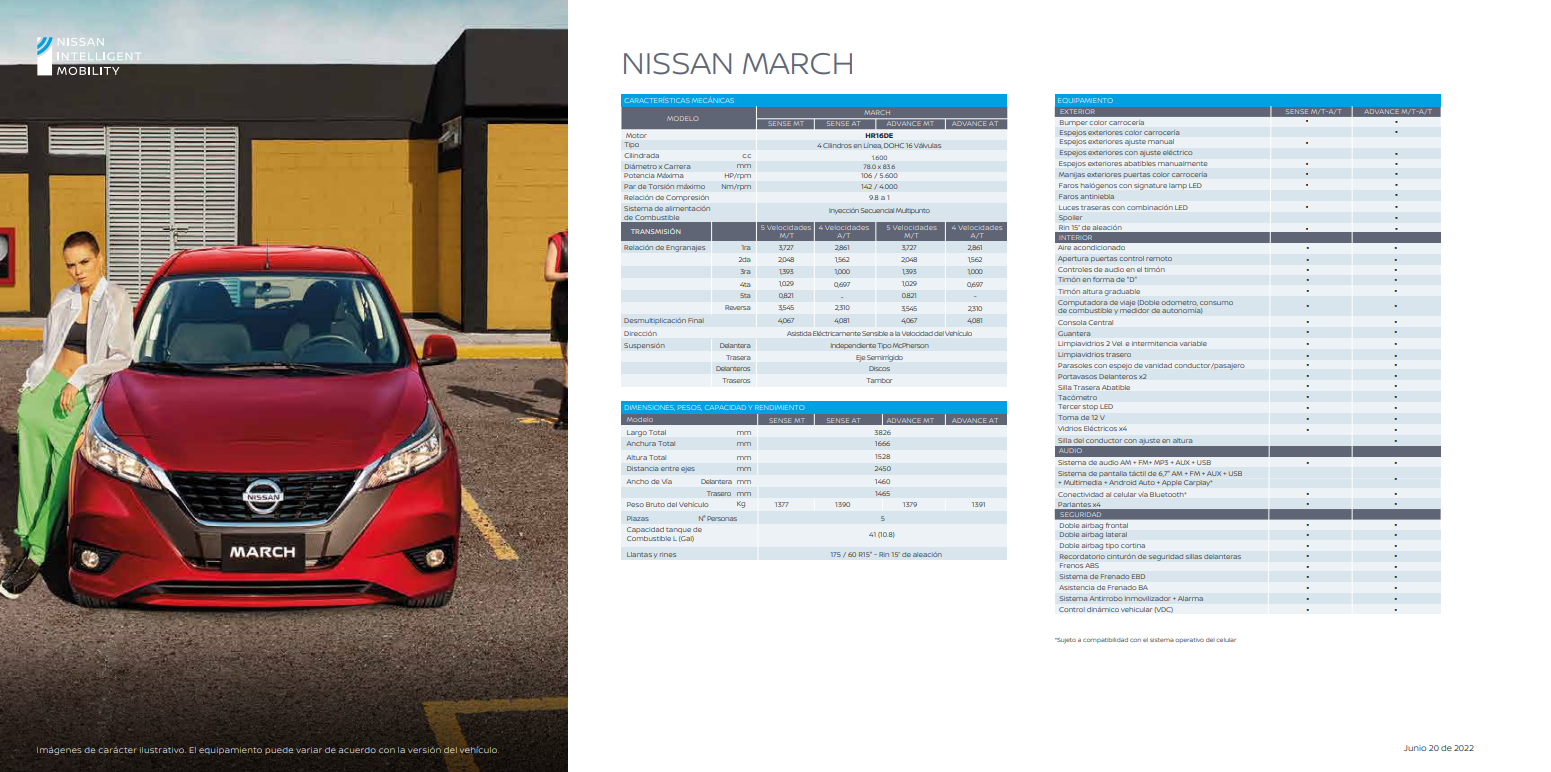 NISSAN
INTELLIGENT
MOBILITY
NISSAN
MARCH
Imágenes de carácter ilustrativo. El equipamiento puede variar de acuerdo con la versión del vehículo.
NISSAN MARCH
CARACTERÍSTICAS MECÁNICAS
MODELO MARCH
SENSE MT SENSE AT ADVANCE MT ADVANCE AT
Motor HR16DE
Tipo 4 Cilindros en Línea, DOHC 16 Válvulas
Cilindrada c.c 1.600
Diámetro x Carrera mm 78.0 x 83.6
Potencia Máxima HP/rpm 106 / 5.600
Par de Torsión máximo Nm/rpm 142 / 4.000
Relación de Compresión 9.8 a 1
Sistema de alimentación
de Combustible Inyección Secuencial Multipunto
TRANSMISIÓN 5 Velocidades M/T 4 Velocidades A/T 5 Velocidades M/T 4 Velocidades A/T
Relación de Engranajes 1ra 3,727 2,861 3,727 2,861
2da 2,048 1,562 2,048 1,562
3ra 1,393 1,000 1,393 1,000
4ta 1,029 0,697 1,029 0,697
5ta 0,821 - 0.821 -
Reversa 3,545 2,310 3,545 2,310
Desmultiplicación Final 4,067 4,081 4,067 4,081
Dirección Asistida Eléctricamente Sensible a la Velocidad del Vehículo
Suspensión Delantera Independiente Tipo McPherson
Trasera Eje Semirrígido
Delanteros Discos
Traseros Tambor
DIMENSIONES, PESOS, CAPACIDAD Y RENDIMIENTO
Modelo SENSE MT SENSE AT ADVANCE MT ADVANCE AT
Largo Total mm 3826
Anchura Total mm 1666
Altura Total mm 1528
Distancia entre ejes mm 2450
Ancho de Vía Delantera mm 1460
Trasero mm 1465
Peso Bruto del Vehículo Kg 1377 1390 1379 1391
Plazas N° Personas 5
Capacidad tanque de
Combustible L (Gal) 41 (10.8)
Llantas y rines 175 / 60 R15" - Rin 15" de aleación
EQUIPAMIENTO
EXTERIOR SENSE M/T-A/T ADVANCE M/T-A/T
Bumper color carrocería • •
Espejos exteriores color carrocería •
Espejos exteriores ajuste manual •
Espejos exteriores con ajuste eléctrico •
Espejos exteriores abatibles manualmente • •
Manijas exteriores puertas color carrocería • •
Faros halógenos con signature lamp LED • •
Faros antiniebla •
Luces traseras con combinación LED • •
Spoiler •
Rin 15" de aleación • •
INTERIOR
Aire acondicionado • •
Apertura puertas control remoto • •
Controles de audio en el timón • •
Timón en forma de "D" • •
Timón altura graduable • •
Computadora de viaje (Doble odometro, consumo
de combustible y medidor de autonomía) • •
Consola Central • •
Guantera • •
Limpiavidrios 2 Vel. e intermitencia variable • •
Limpiavidrios trasero • •
Parasoles con espejo de vanidad conductor/pasajero • •
Portavasos Delanteros x2 • •
Silla Trasera Abatible • •
Tacómetro • •
Tercer stop LED • •
Toma de 12 V • •
Vidrios Eléctricos x4 • •
Silla del conductor con ajuste en altura •
AUDIO
Sistema de audio AM + FM+ MP3 + AUX + USB • •
Sistema de pantalla táctil de 6,7" AM + FM + AUX + USB
+ Multimedia + Android Auto + Apple Carplay* •
Conectividad al celular vía Bluetooth* • •
Parlantes x4 • •
SEGURIDAD
Doble airbag frontal • •
Doble airbag lateral • •
Doble airbag tipo cortina • •
Recordatorio cinturón de seguridad sillas delanteras • •
Frenos ABS • •
Sistema de Frenado EBD • •
Asistencia de Frenado BA • •
Sistema Antirrobo inmovilizador + Alarma • •
Control dinámico vehicular (VDC) • •
*Sujeto a compatibilidad con el sistema operativo del celular
Junio 20 de 2022